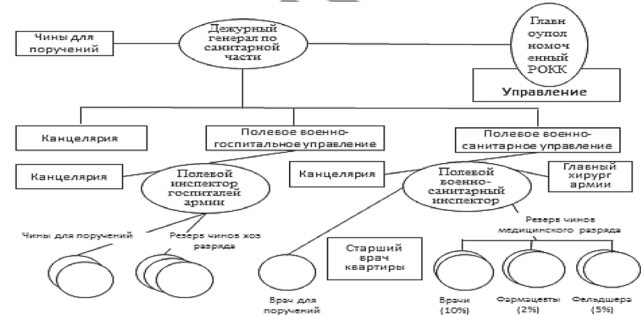 Чины для
поручений
Дежурный
генерал по
санитарной
части
Главн
оупол
номоч
енный
РОКК
Управление
Канцелярия
Полевое военно-
госпитальное управление
Полевое военно-
санитарное управление
Канцелярия
Полевой
инспектор
госпиталей
армии
Канцелярия
Полевой
военно-
санитарный
инспектор
Главный
хирург
армии
Чины для поручений
Резерв чинов хоз
разряда
Старший
врач
квартиры
Резерв чинов
медицинского разряда
Врач для
поручений
Врачи
(10%)
Фармацевты
(2%)
Фельдшера
(5%)